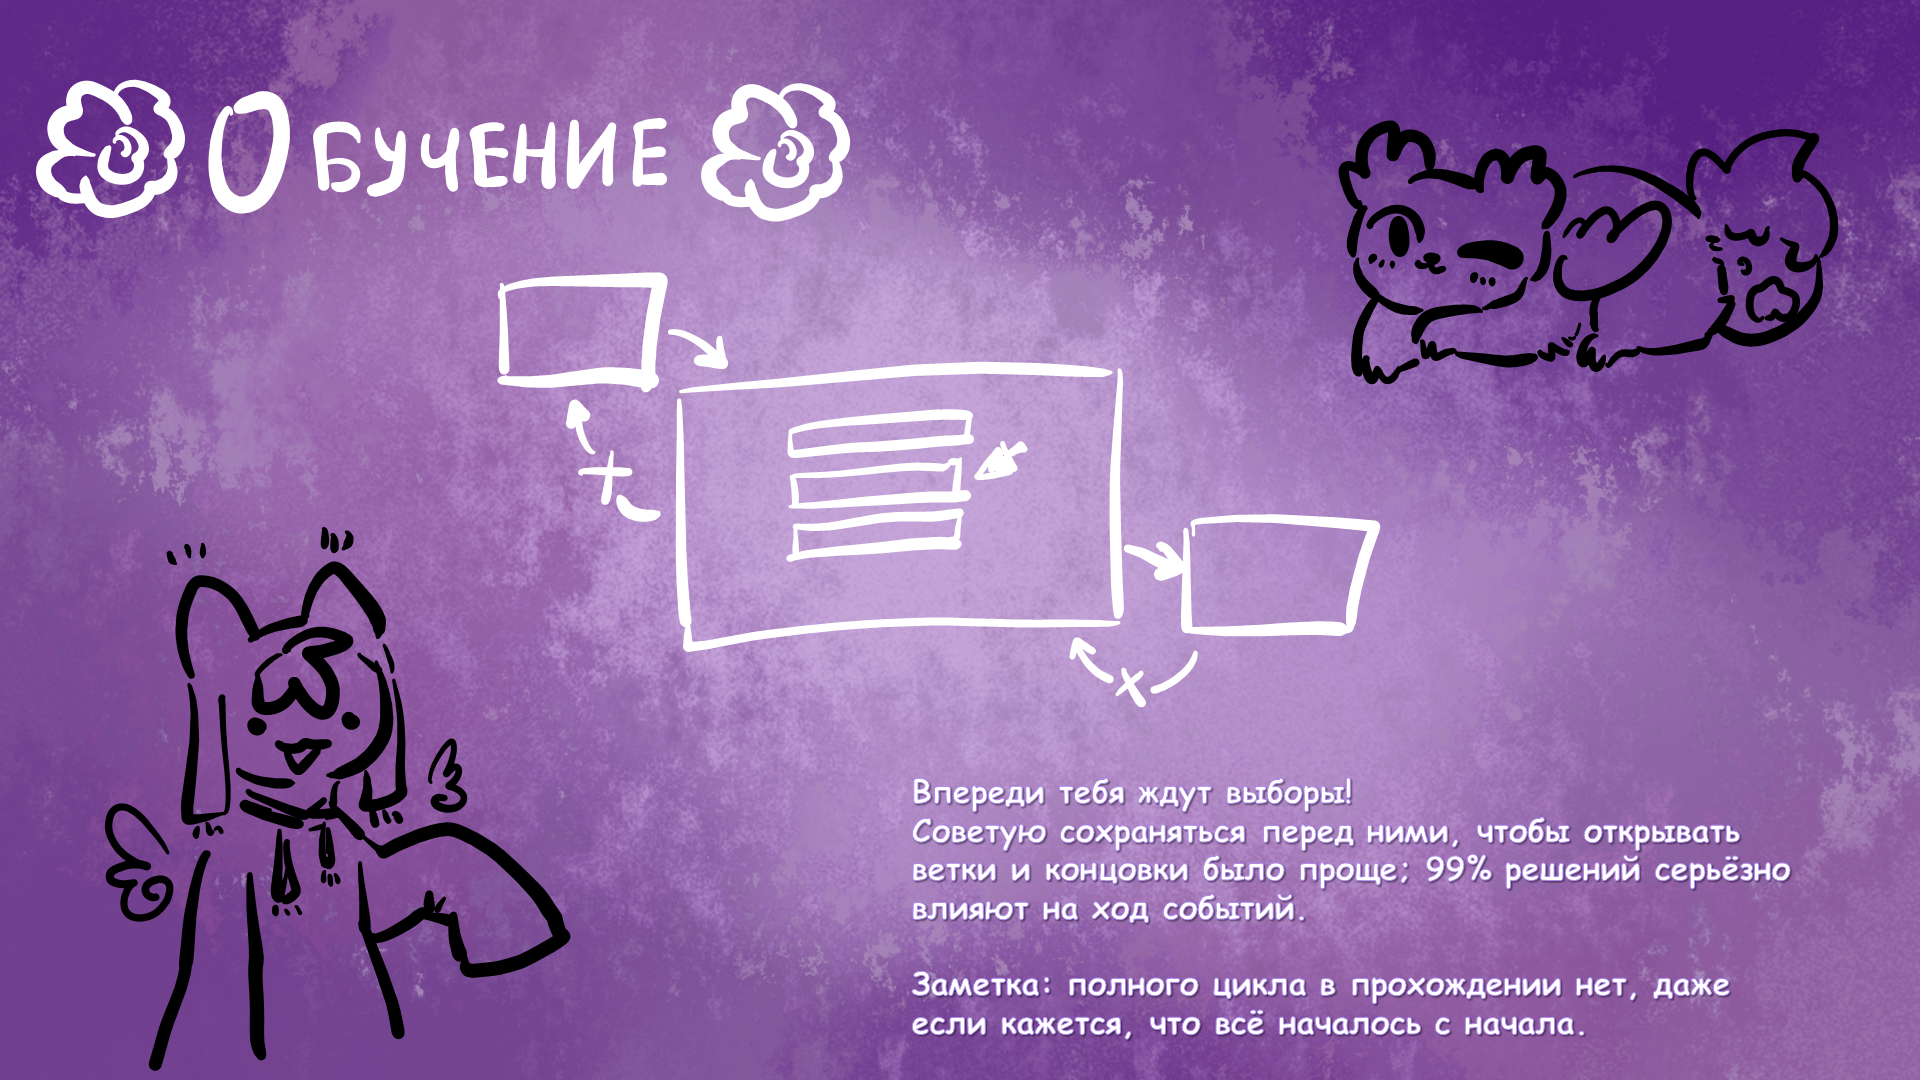 ОБУЧЕНИЕ
Впереди тебя ждут выборы!
Советую сохраняться перед ними, чтобы открывать
ветки и концовки было проще; 99% решений серьёзно
влияют на ход событий.
Заметка: полного цикла в прохождении нет, даже
если кажется, что всё началось с начала.